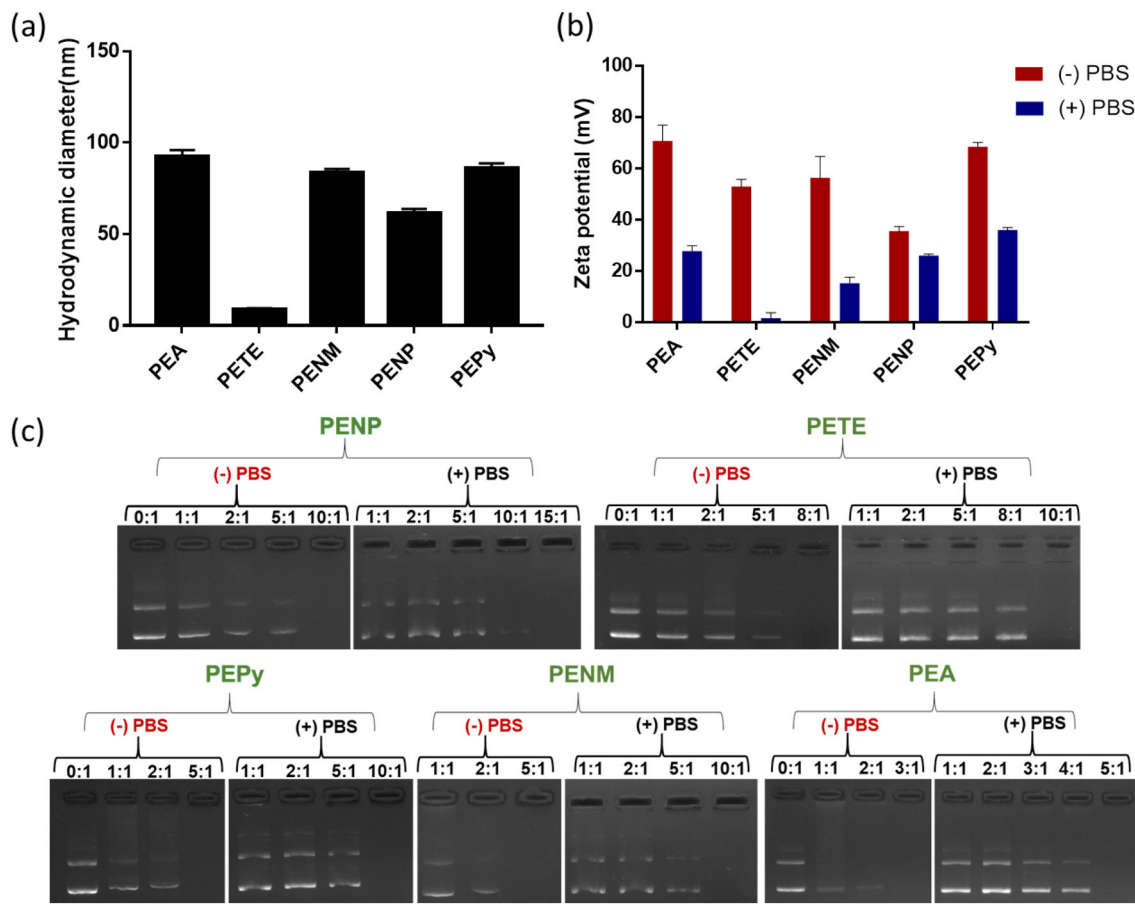 (a)
Hydrodynamic diameter(nm)
150
100
50
0
PEA
PETE
PENM
PENP
PEPy
(b)
Zeta potential (mV)
100
80
60
40
20
0
PEA
PETE
PENM
PENP
PEPy
(-) PBS
(+) PBS
(c)
PENP
(-) PBS
(+) PBS
0:1 1:1 2:1 5:1 10:1
1:1 2:1 5:1 10:1 15:1
PETE
(-) PBS
(+) PBS
0:1 1:1 2:1 5:1 8:1
1:1 2:1 5:1 8:1 10:1
PEPy
(-) PBS
(+) PBS
0:1 1:1 2:1 5:1
1:1 2:1 5:1 10:1
PENM
(-) PBS
(+) PBS
1:1 2:1 5:1
1:1 2:1 5:1 10:1
PEA
(-) PBS
(+) PBS
0:1 1:1 2:1 3:1
1:1 2:1 3:1 4:1 5:1